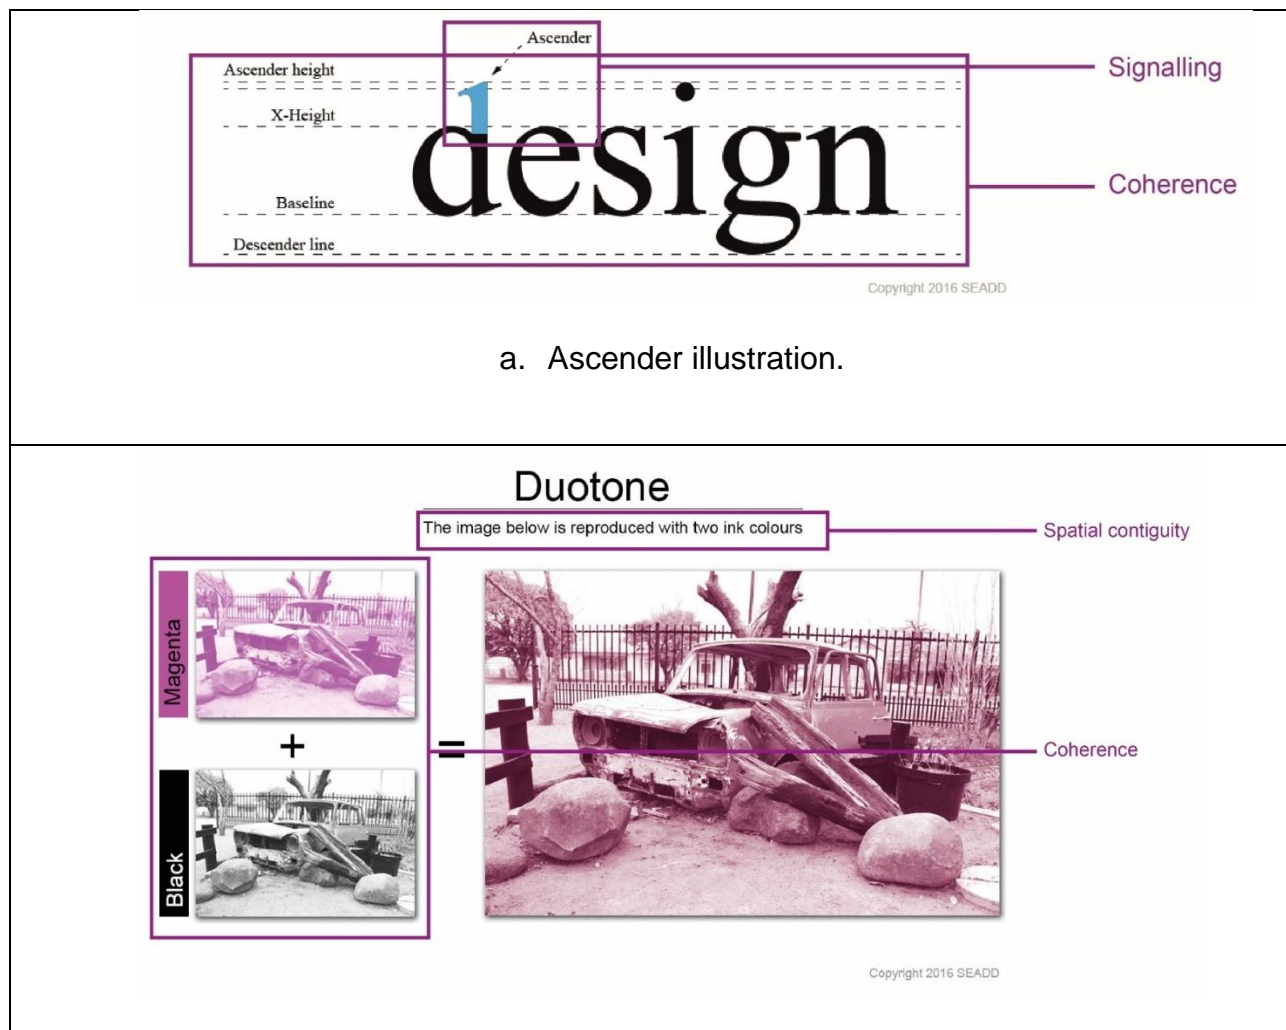 Ascender
Ascender height
Signalling
X-Height
design
Coherence
Baseline
Descender line
Copyright 2016 SEADD
a. Ascender illustration.
Duotone
The image below is reproduced with two ink colours
Spatial contiguity
Magenta
+
=
Coherence
Black
Copyright 2016 SEADD